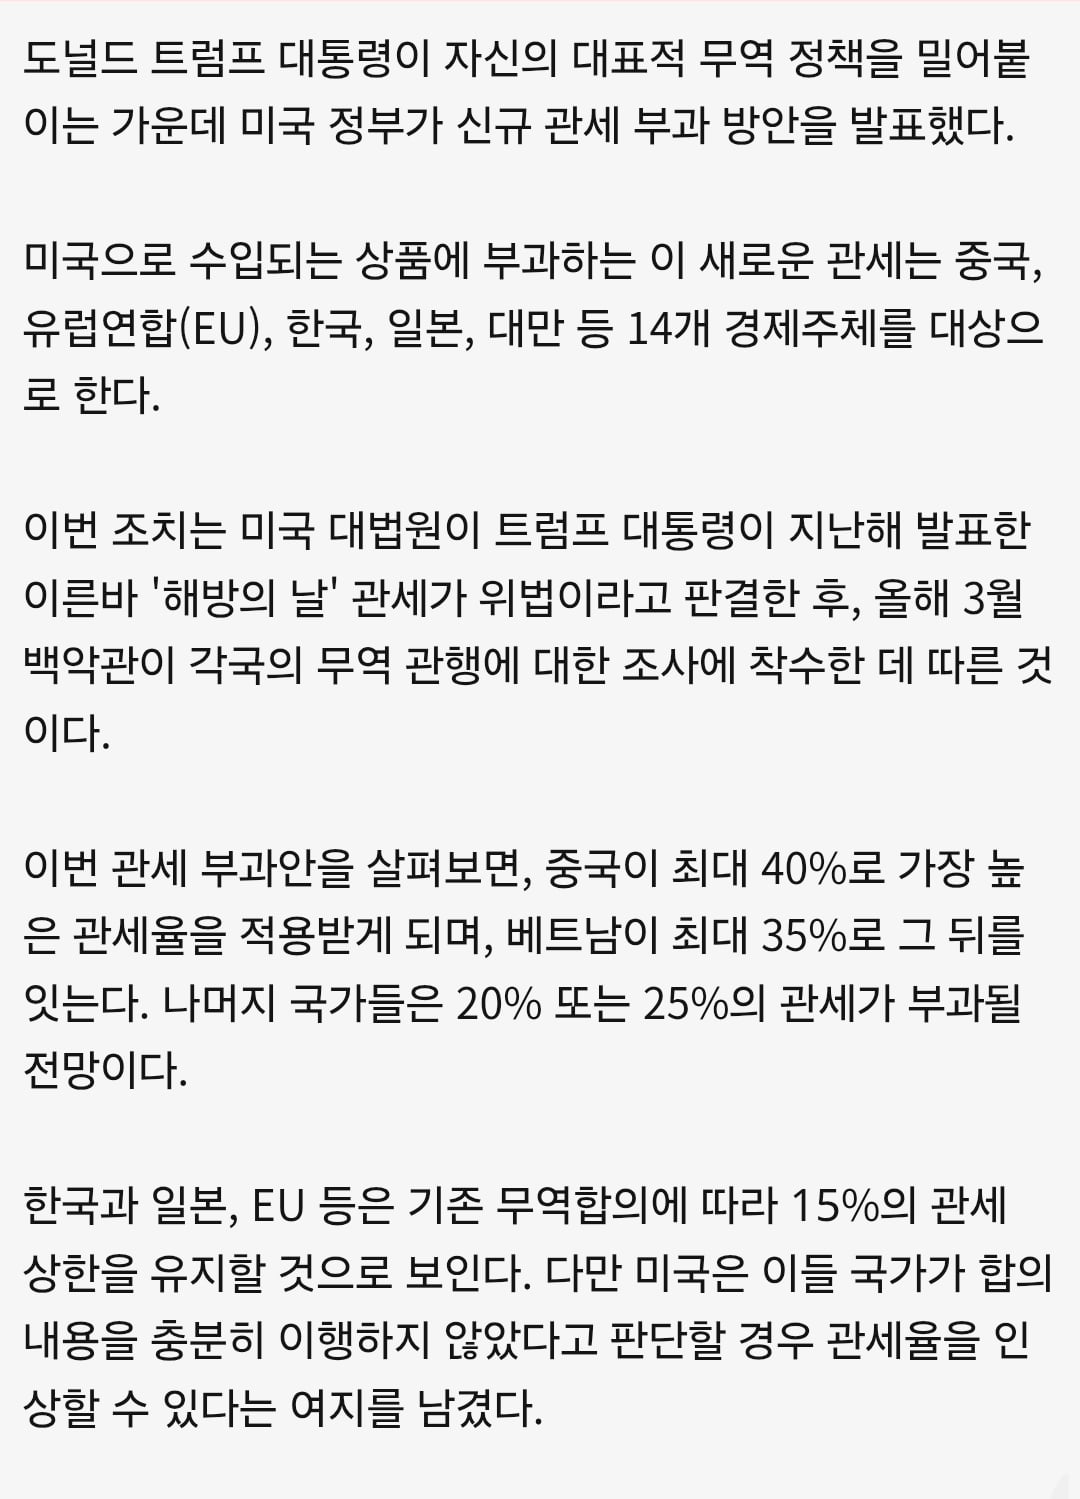 도널드 트럼프 대통령이 자신의 대표적 무역 정책을 밀어붙
이는 가운데 미국 정부가 신규 관세 부과 방안을 발표했다.
미국으로 수입되는 상품에 부과하는 이 새로운 관세는 중국,
유럽연합(EU), 한국, 일본, 대만 등 14개 경제주체를 대상으
로 한다.
이번 조치는 미국 대법원이 트럼프 대통령이 지난해 발표한
이른바 '해방의 날' 관세가 위법이라고 판결한 후, 올해 3월
백악관이 각국의 무역 관행에 대한 조사에 착수한 데 따른 것
이다.
이번 관세 부과안을 살펴보면, 중국이 최대 40%로 가장 높
은 관세율을 적용받게 되며, 베트남이 최대 35%로 그 뒤를
잇는다. 나머지 국가들은 20% 또는 25%의 관세가 부과될
전망이다.
한국과 일본, EU 등은 기존 무역합의에 따라 15%의 관세
상한을 유지할 것으로 보인다. 다만 미국은 이들 국가가 합의
내용을 충분히 이행하지 않았다고 판단할 경우 관세율을 인
상할 수 있다는 여지를 남겼다.